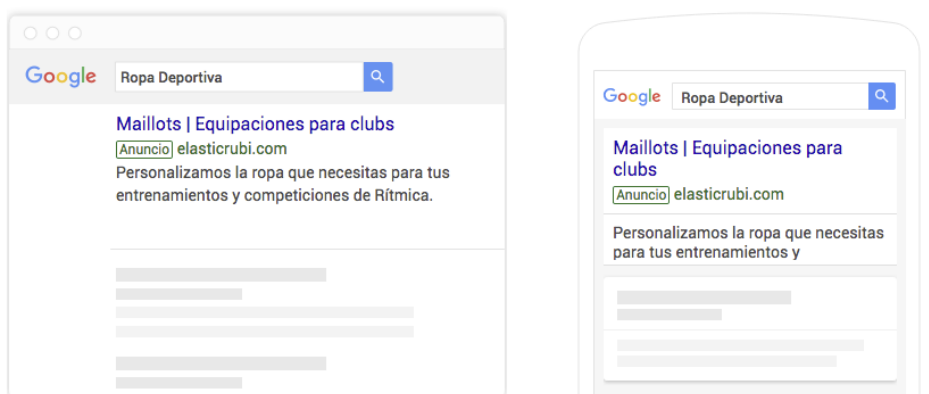 Google Ropa Deportiva
Maillots | Equipaciones para clubs
Anuncio elasticrubi.com
Personalizamos la ropa que necesitas para tus
entrenamientos y competiciones de Rítmica.
Google Ropa Deportiva
Maillots | Equipaciones para
clubs
Anuncio elasticrubi.com
Personalizamos la ropa que necesitas
para tus entrenamientos y